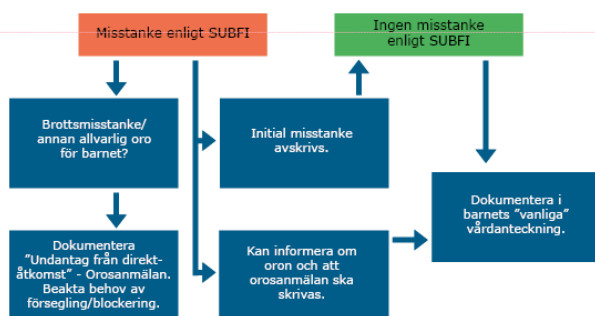 Misstanke enligt SUBFI
Ingen misstanke
enligt SUBFI
Brottsmisstanke/
annan allvarlig oro
för barnet?
Initial misstanke
avskrivs.
Dokumentera i
barnets ”vanliga”
vårdanteckning.
Dokumentera
”Undantag från direkt-
åtkomst” - Orosanmälan.
Beakta behov av
försegling/blockering.
Kan informera om
oron och att
orosanmälan ska
skrivas.